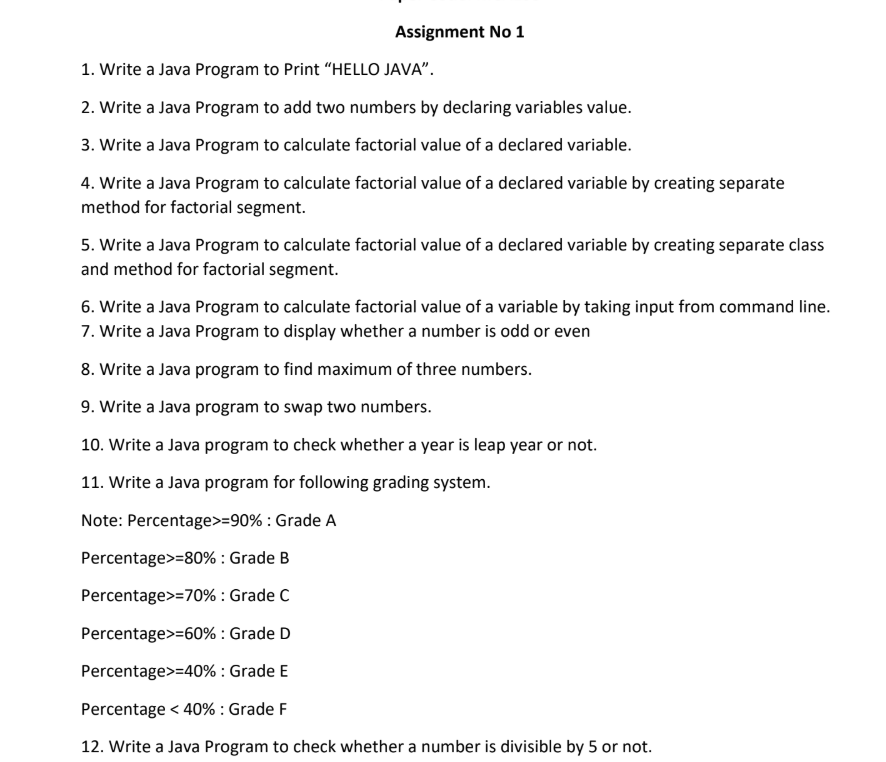 Assignment No 1
1. Write a Java Program to Print “HELLO JAVA”.
2. Write a Java Program to add two numbers by declaring variables value.
3. Write a Java Program to calculate factorial value of a declared variable.
4. Write a Java Program to calculate factorial value of a declared variable by creating separate
method for factorial segment.
5. Write a Java Program to calculate factorial value of a declared variable by creating separate class
and method for factorial segment.
6. Write a Java Program to calculate factorial value of a variable by taking input from command line.
7. Write a Java Program to display whether a number is odd or even
8. Write a Java program to find maximum of three numbers.
9. Write a Java program to swap two numbers.
10. Write a Java program to check whether a year is leap year or not.
11. Write a Java program for following grading system.
Note: Percentage>=90% : Grade A
Percentage>=80% : Grade B
Percentage>=70% : Grade C
Percentage>=60% : Grade D
Percentage>=40% : Grade E
Percentage < 40% : Grade F
12. Write a Java Program to check whether a number is divisible by 5 or not.